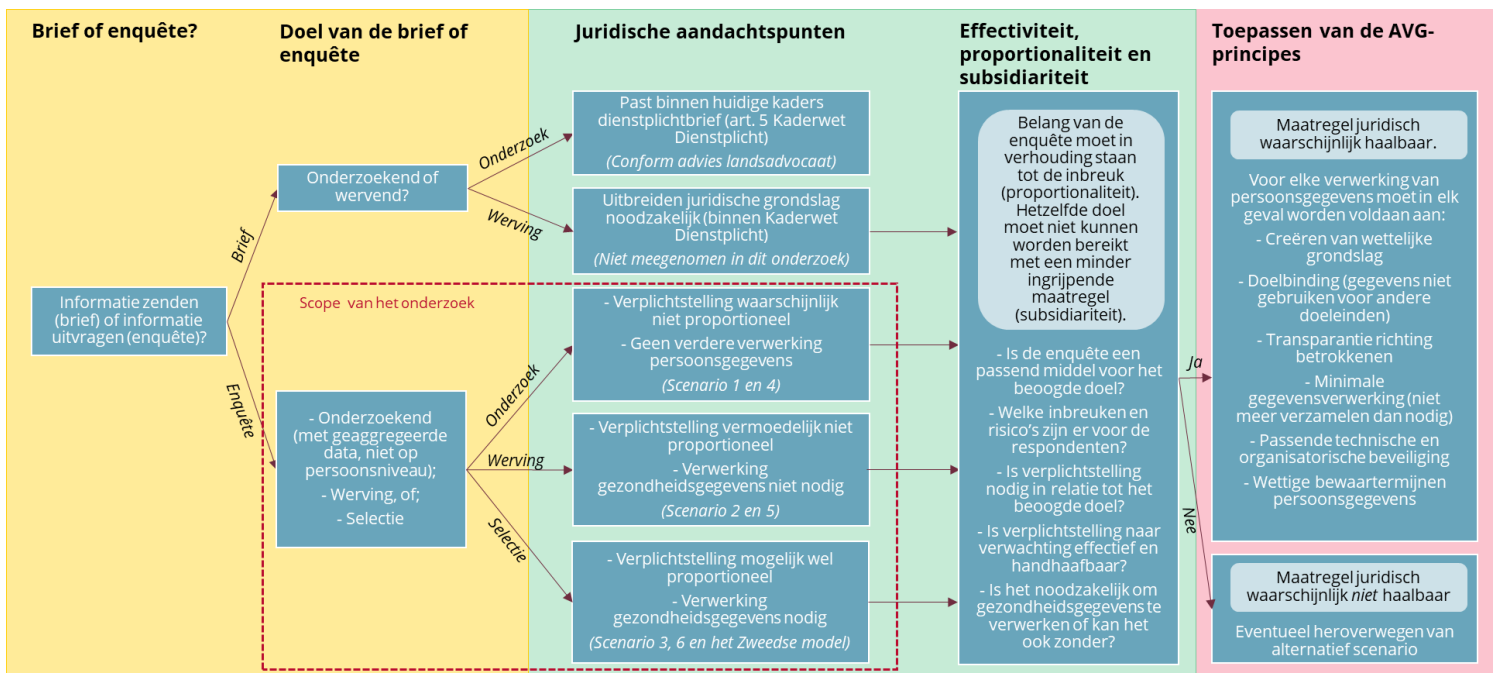 Brief of enquête?
Doel van de brief of
enquête
Juridische aandachtspunten
Effectiviteit,
proportionaliteit en
subsidiariteit
Toepassen van de AVG-
principes
Informatie zenden
(brief) of informatie
uitvragen (enquête)?
Brief
Enquête
Onderzoekend of
wervend?
Onderzoek
Werving
Scope van het onderzoek
- Onderzoekend
(met geaggregeerde
data, niet op
persoonsniveau);
- Werving, of;
- Selectie
Onderzoek
Werving
Selectie
Past binnen huidige kaders
dienstplichtbrief (art. 5 Kaderwet
Dienstplicht)
(Conform advies landsadvocaat)
Uitbreiden juridische grondslag
noodzakelijk (binnen Kaderwet
Dienstplicht)
(Niet meegenomen in dit onderzoek)
- Verplichtstelling waarschijnlijk
niet proportioneel
- Geen verdere verwerking
persoonsgegevens
(Scenario 1 en 4)
- Verplichtstelling vermoedelijk niet
proportioneel
- Verwerking
gezondheidsgegevens niet nodig
(Scenario 2 en 5)
- Verplichtstelling mogelijk wel
proportioneel
- Verwerking
gezondheidsgegevens nodig
(Scenario 3, 6 en het Zweedse model)
Belang van de
enquête moet in
verhouding staan
tot de inbreuk
(proportionaliteit).
Hetzelfde doel
moet niet kunnen
worden bereikt
met een minder
ingrijpende
maatregel
(subsidiariteit).
- Is de enquête een
passend middel voor het
beoogde doel?
- Welke inbreuken en
risico's zijn er voor de
respondenten?
- Is verplichtstelling
nodig in relatie tot het
beoogde doel?
- Is verplichtstelling naar
verwachting effectief en
handhaafbaar?
- Is het noodzakelijk om
gezondheidsgegevens te
verwerken of kan het
ook zonder?
Ja
Nee
Maatregel juridisch
waarschijnlijk haalbaar.
Voor elke verwerking van
persoonsgegevens moet in elk
geval worden voldaan aan:
- Creëren van wettelijke
grondslag
- Doelbinding (gegevens niet
gebruiken voor andere
doeleinden)
- Transparantie richting
betrokkenen
- Minimale
gegevensverwerking (niet
meer verzamelen dan nodig)
- Passende technische en
organisatorische beveiliging
- Wettige bewaartermijnen
persoonsgegevens
Maatregel juridisch
waarschijnlijk niet haalbaar
Eventueel heroverwegen van
alternatief scenario